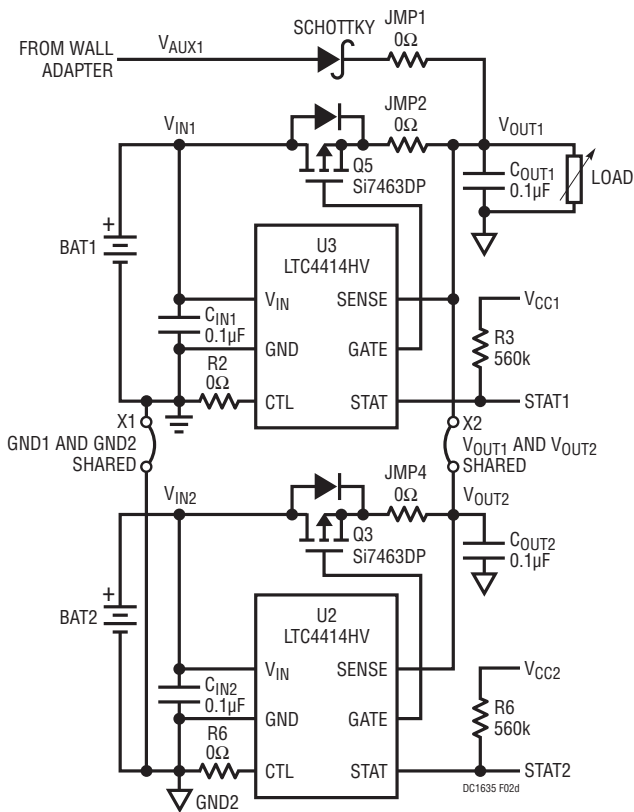 SCHOTTKY
JMP1
0Ω
FROM WALL
ADAPTER
VAUX1
VIN1
JMP2
0Ω
VOUT1
Q5
Si7463DP
COUT1
0.1µF
LOAD
+
BAT1
U3
LTC4414HV
VIN
SENSE
CIN1
0.1µF
GND
GATE
R2
0Ω
CTL
STAT
VCC1
R3
560k
STAT1
X1
GND1 AND GND2
SHARED
X2
VOUT1 AND VOUT2
SHARED
VIN2
JMP4
0Ω
VOUT2
Q3
Si7463DP
COUT2
0.1µF
+
BAT2
U2
LTC4414HV
VIN
SENSE
CIN2
0.1µF
GND
GATE
R6
0Ω
CTL
STAT
VCC2
R6
560k
STAT2
DC1635 F02d
GND2